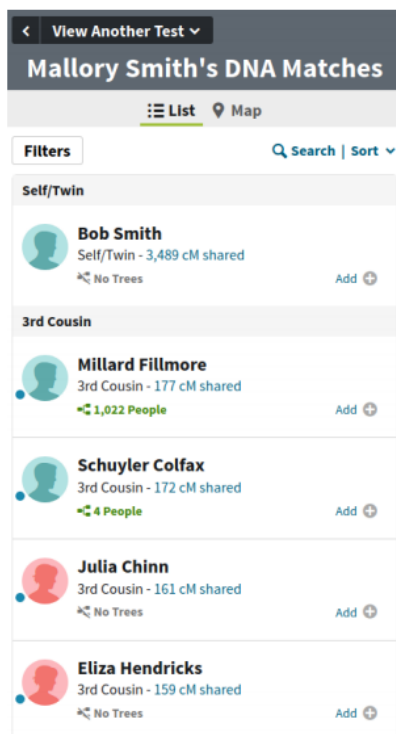 View Another Test
Mallory Smith's DNA Matches
List Map
Filters Search | Sort
Self/Twin
Bob Smith
Self/Twin - 3,489 cM shared
No Trees Add
3rd Cousin
Millard Fillmore
3rd Cousin - 177 cM shared
1,022 People Add
Schuyler Colfax
3rd Cousin - 172 cM shared
4 People Add
Julia Chinn
3rd Cousin - 161 cM shared
No Trees Add
Eliza Hendricks
3rd Cousin - 159 cM shared
No Trees Add